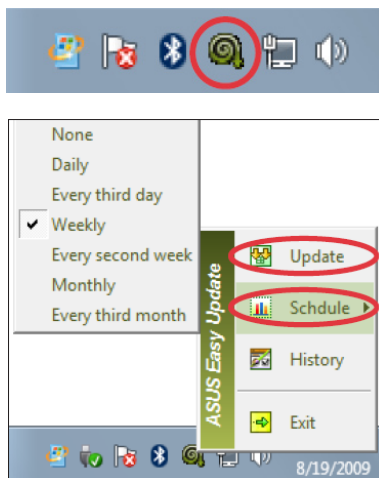 None
Daily
Every third day
Weekly
Every second week
Monthly
Every third month
ASUS Easy Update
Update
Schdule
History
Exit
8/19/2009